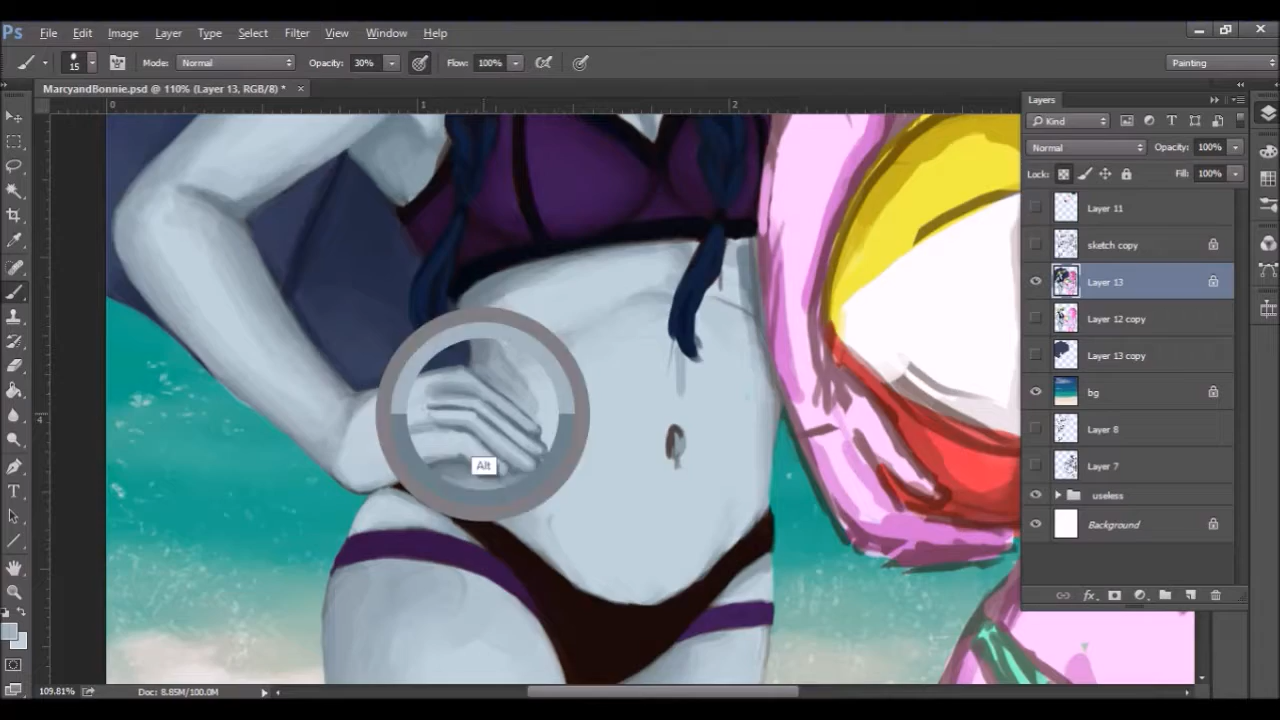 Ps File Edit Image Layer Type Select Filter View Window Help
15 Mode: Normal Opacity: 30% Flow: 100% Painting
MarcyandBonnie.psd @ 110% (Layer 13, RGB/8) * ×
0 1 2
Layers
Kind
Normal Opacity: 100%
Lock: Fill: 100%
Layer 11
sketch copy
Layer 13
Layer 12 copy
Layer 13 copy
bg
4
Layer 8
Alt
Layer 7
useless
Background
fx
109.81% Doc: 8.85M/100.0M